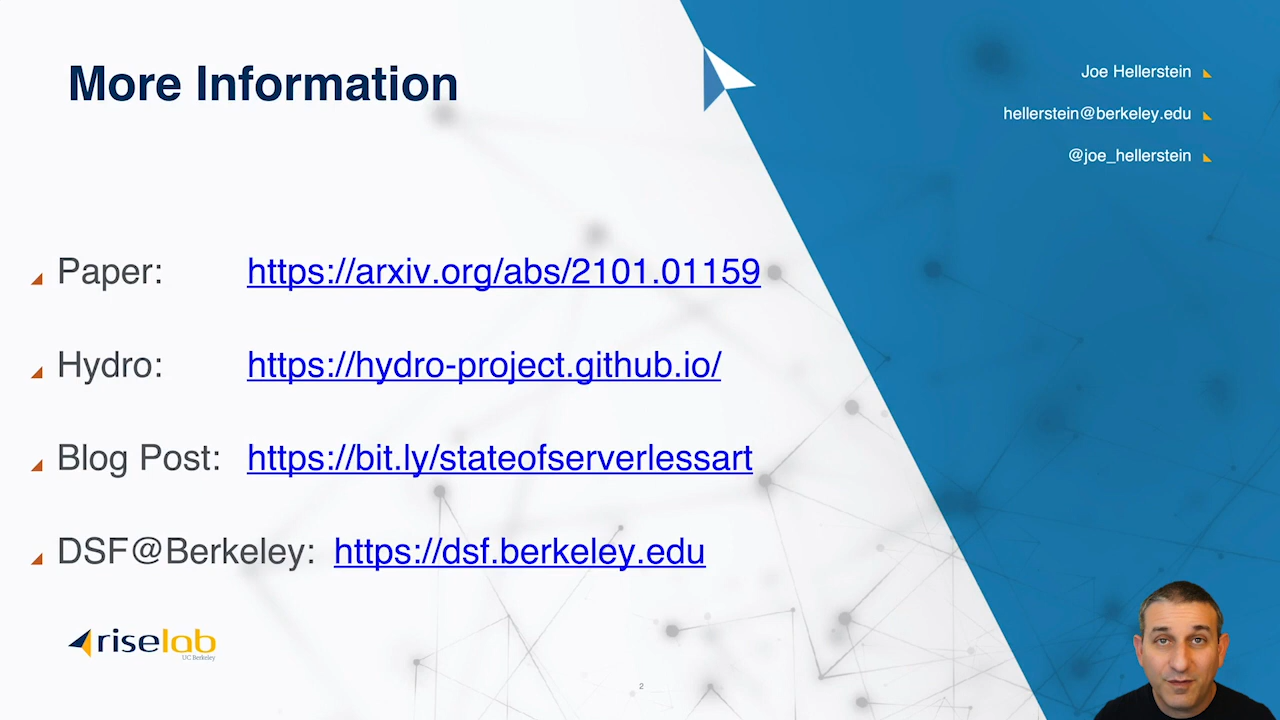 More Information
Joe Hellerstein
hellerstein@berkeley.edu
@joe_hellerstein
Paper: https://arxiv.org/abs/2101.01159
Hydro: https://hydro-project.github.io/
Blog Post: https://bit.ly/stateofserverlessart
DSF@Berkeley: https://dsf.berkeley.edu
riselab
UC Berkeley
2